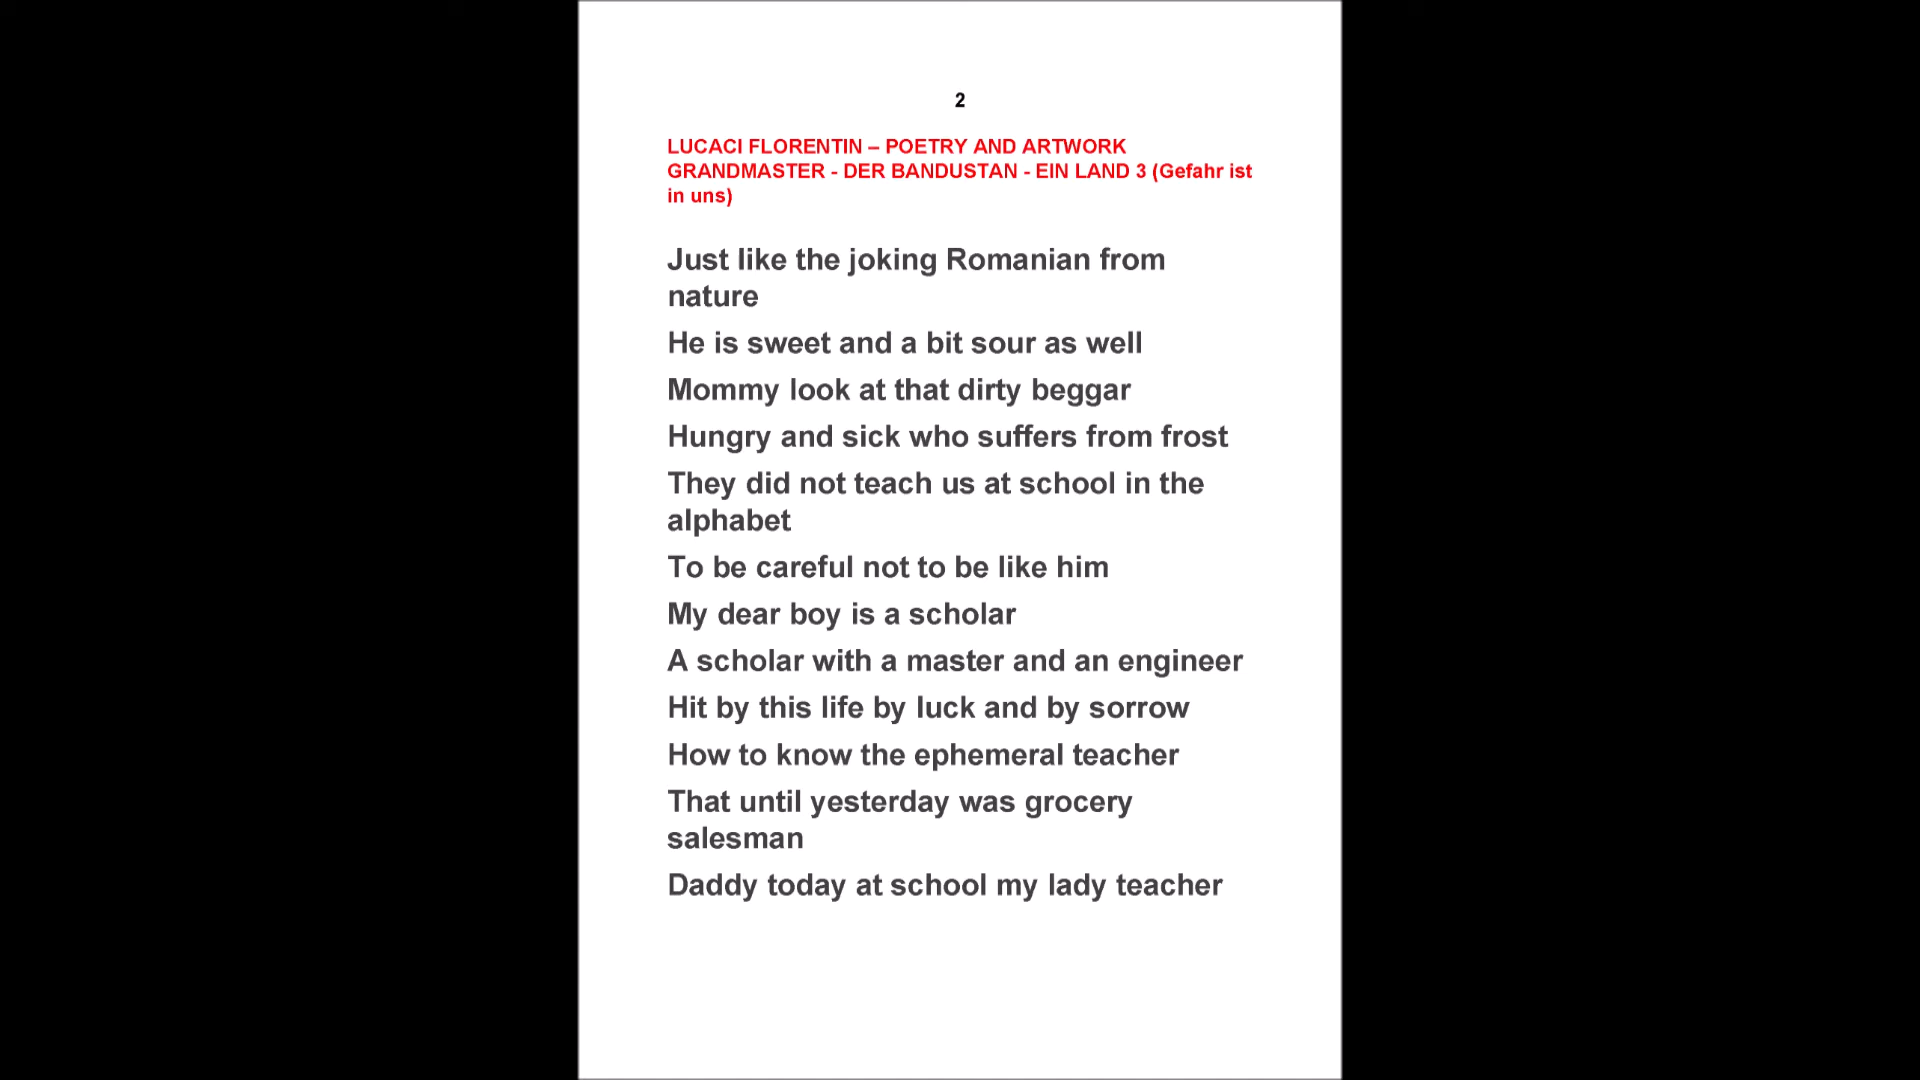 2
LUCACI FLORENTIN – POETRY AND ARTWORK
GRANDMASTER - DER BANDUSTAN - EIN LAND 3 (Gefahr ist
in uns)
Just like the joking Romanian from
nature
He is sweet and a bit sour as well
Mommy look at that dirty beggar
Hungry and sick who suffers from frost
They did not teach us at school in the
alphabet
To be careful not to be like him
My dear boy is a scholar
A scholar with a master and an engineer
Hit by this life by luck and by sorrow
How to know the ephemeral teacher
That until yesterday was grocery
salesman
Daddy today at school my lady teacher